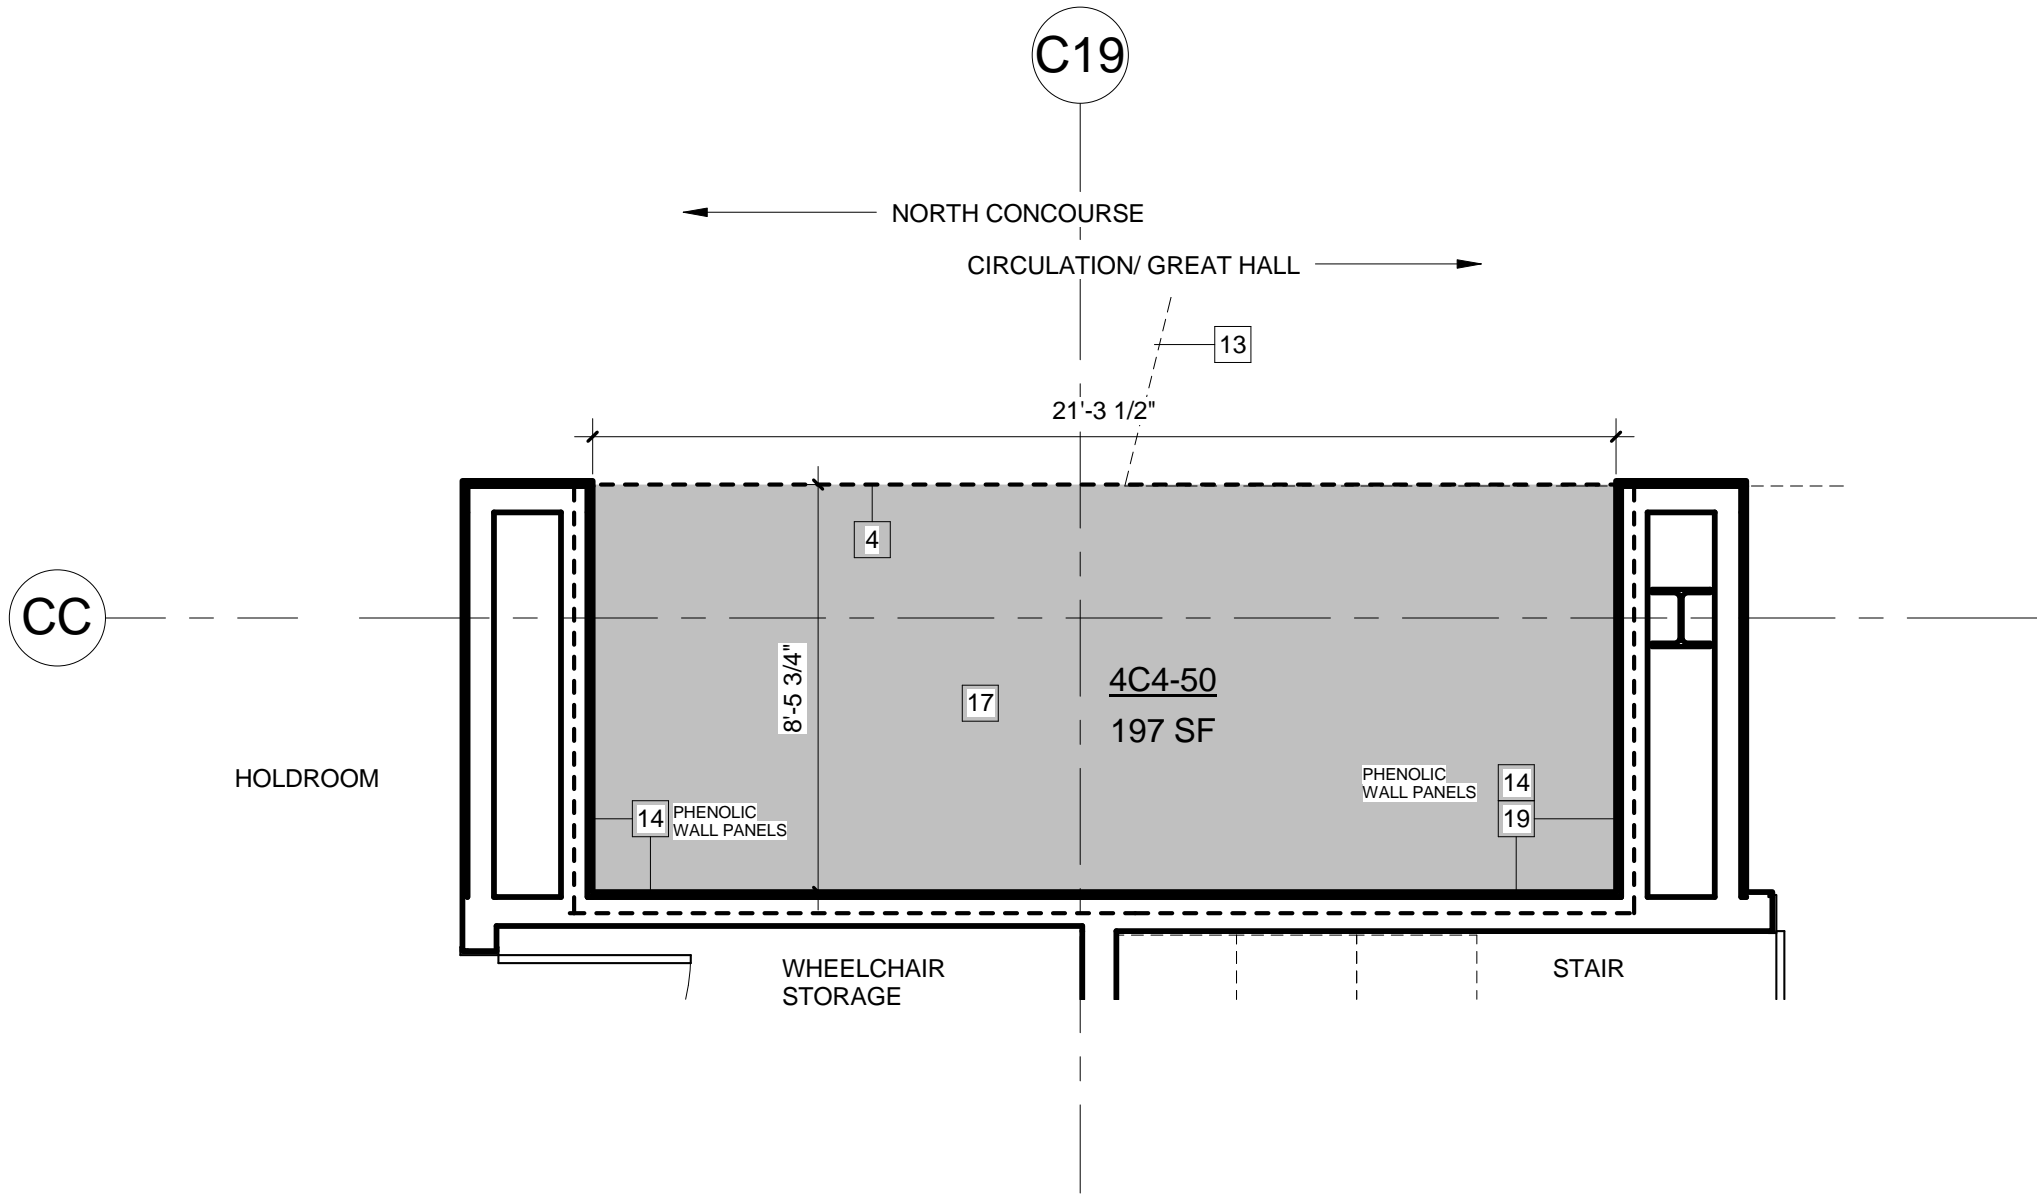 C19
NORTH CONCOURSE
CIRCULATION/ GREAT HALL
13
21'-3 1/2"
4
CC
8'-5 3/4"
17
4C4-50
197 SF
HOLDROOM
14
PHENOLIC
WALL PANELS
PHENOLIC
WALL PANELS
14
19
WHEELCHAIR
STORAGE
STAIR